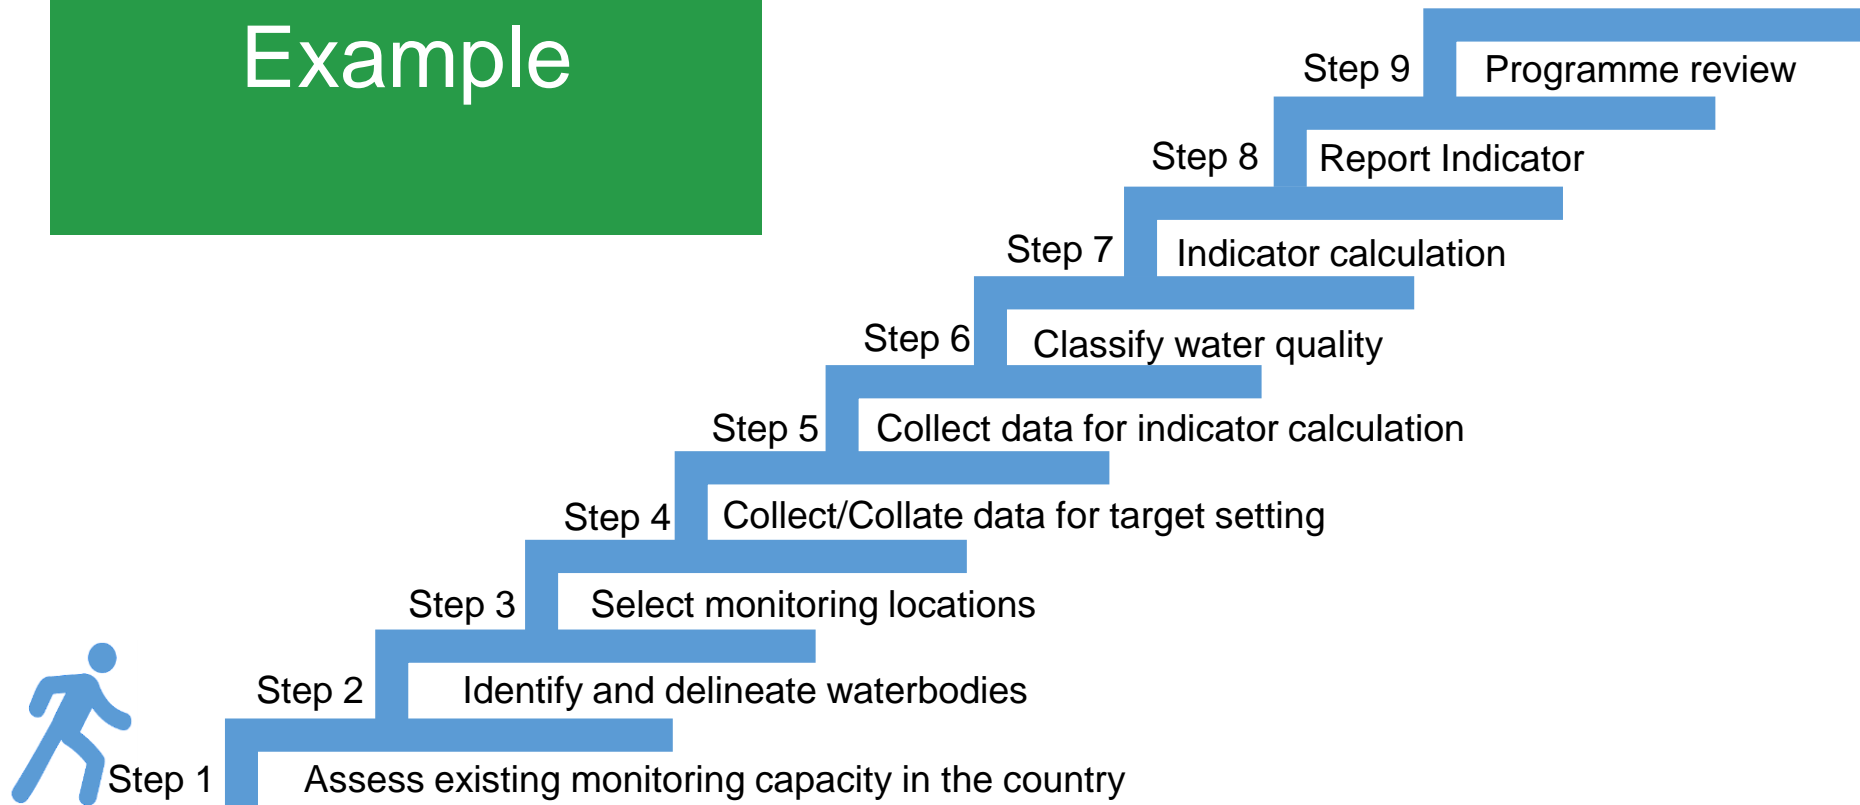 Example
Step 9 Programme review
Step 8 Report Indicator
Step 7 Indicator calculation
Step 6 Classify water quality
Step 5 Collect data for indicator calculation
Step 4 Collect/Collate data for target setting
Step 3 Select monitoring locations
Step 2 Identify and delineate waterbodies
Step 1 Assess existing monitoring capacity in the country